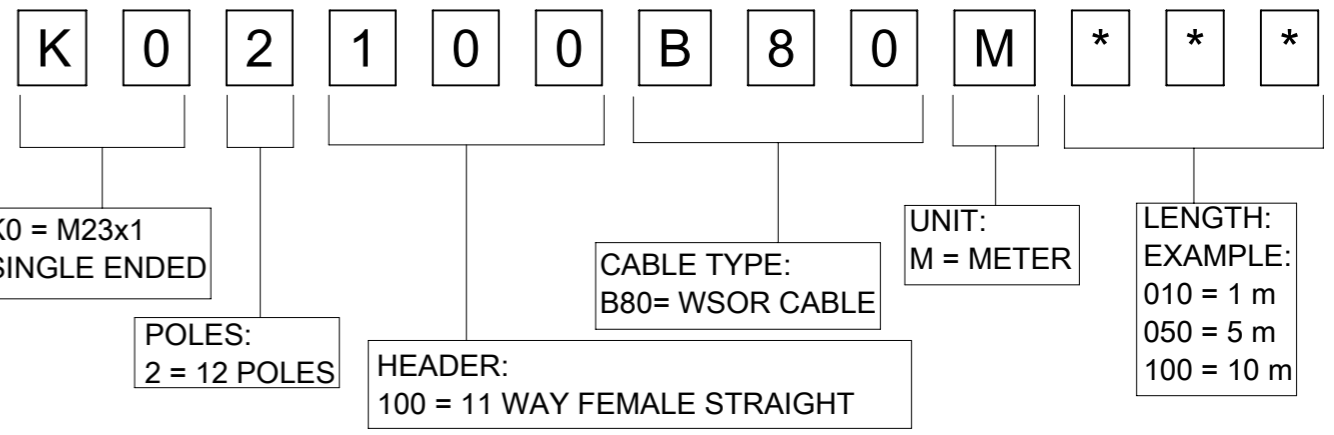 K 0 2 1 0 0 B 8 0 M * * *
K0 = M23x1
SINGLE ENDED
POLES:
2 = 12 POLES
HEADER:
100 = 11 WAY FEMALE STRAIGHT
CABLE TYPE:
B80= WSOR CABLE
UNIT:
M = METER
LENGTH:
EXAMPLE:
010 = 1 m
050 = 5 m
100 = 10 m